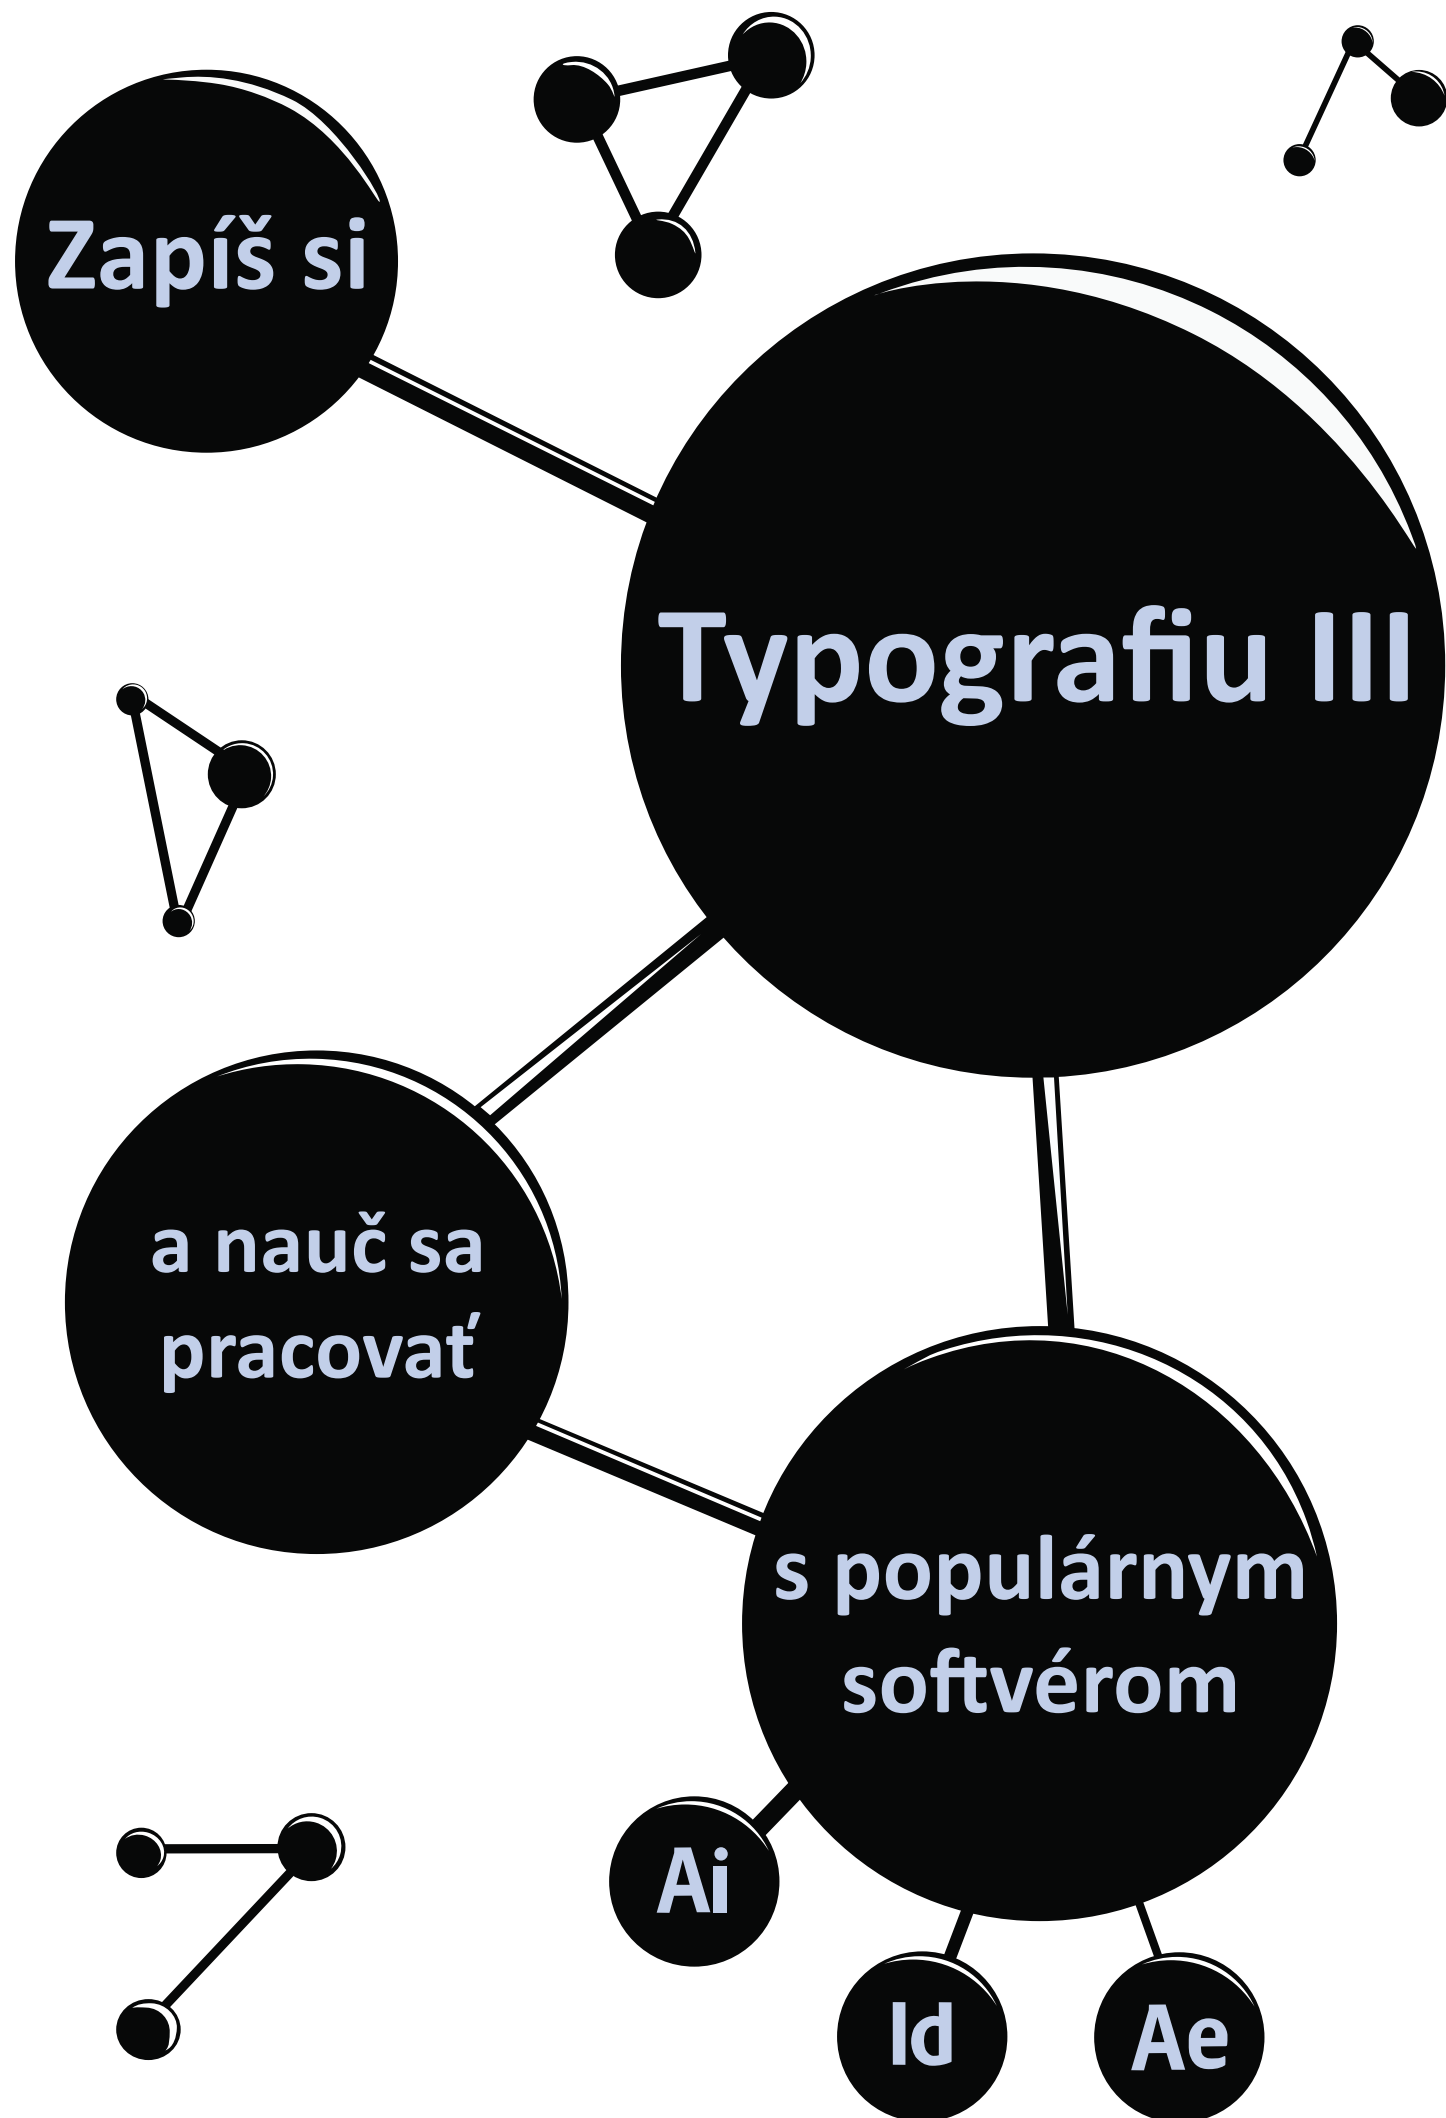 Zapíš si
Typografiu III
a nauč sa
pracovať
s populárnym
softvérom
Ai
Id
Ae